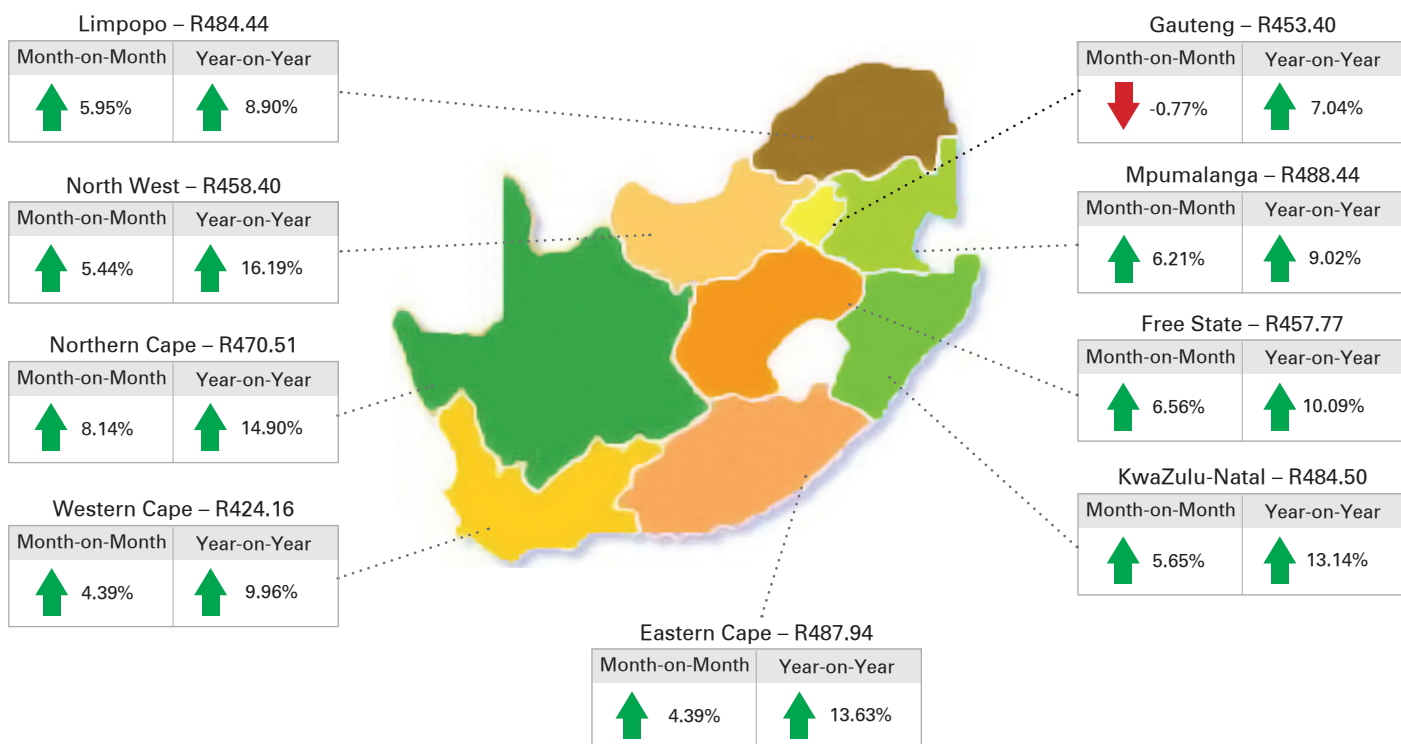 Limpopo – R484.44
Month-on-Month Year-on-Year
5.95% 8.90%
North West – R458.40
Month-on-Month Year-on-Year
5.44% 16.19%
Northern Cape – R470.51
Month-on-Month Year-on-Year
8.14% 14.90%
Western Cape – R424.16
Month-on-Month Year-on-Year
4.39% 9.96%
Eastern Cape – R487.94
Month-on-Month Year-on-Year
4.39% 13.63%
Gauteng – R453.40
Month-on-Month Year-on-Year
-0.77% 7.04%
Mpumalanga – R488.44
Month-on-Month Year-on-Year
6.21% 9.02%
Free State – R457.77
Month-on-Month Year-on-Year
6.56% 10.09%
KwaZulu-Natal – R484.50
Month-on-Month Year-on-Year
5.65% 13.14%